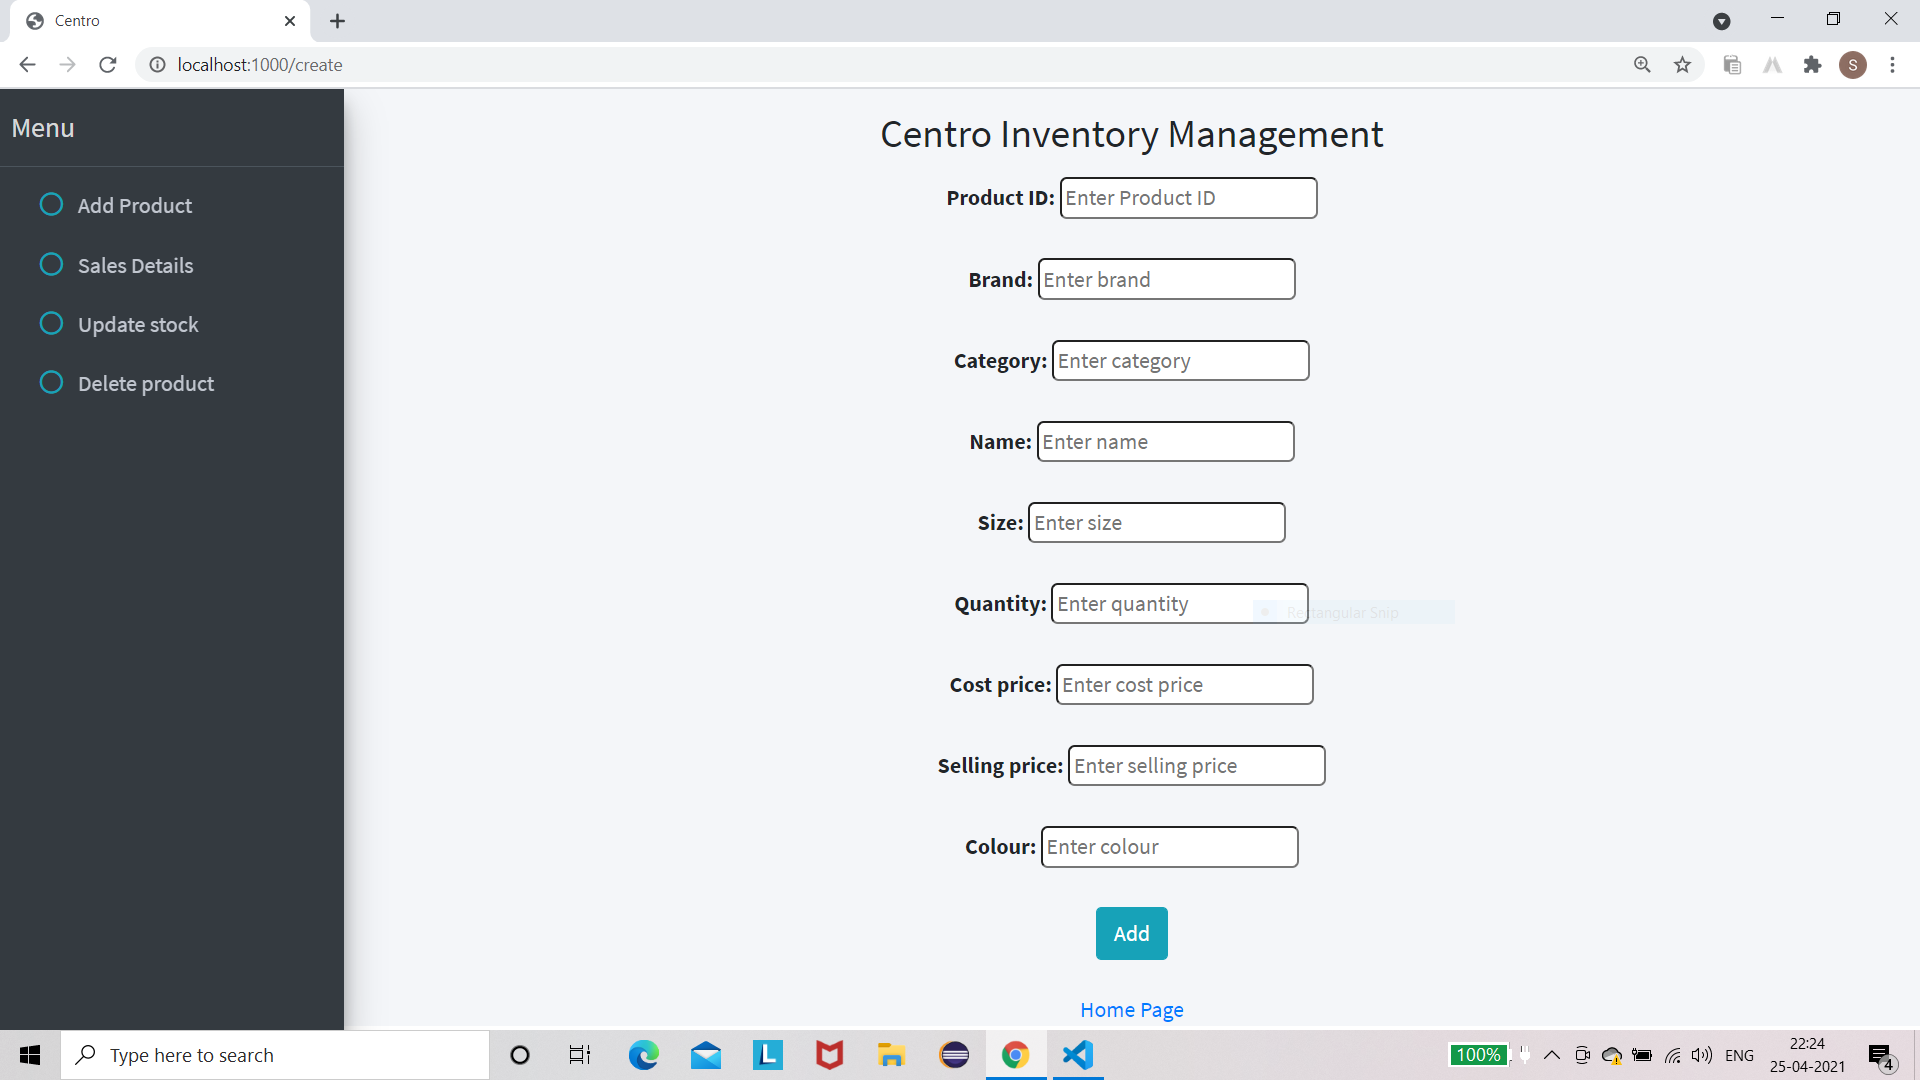 Centro
localhost:1000/create
S
Menu
Add Product
Sales Details
Update stock
Delete product
Centro Inventory Management
Product ID: Enter Product ID
Brand: Enter brand
Category: Enter category
Name: Enter name
Size: Enter size
Quantity: Enter quantity
Rectangular Snip
Cost price: Enter cost price
Selling price: Enter selling price
Colour: Enter colour
Add
Home Page
Type here to search
L
100%
ENG
22:24
25-04-2021
4